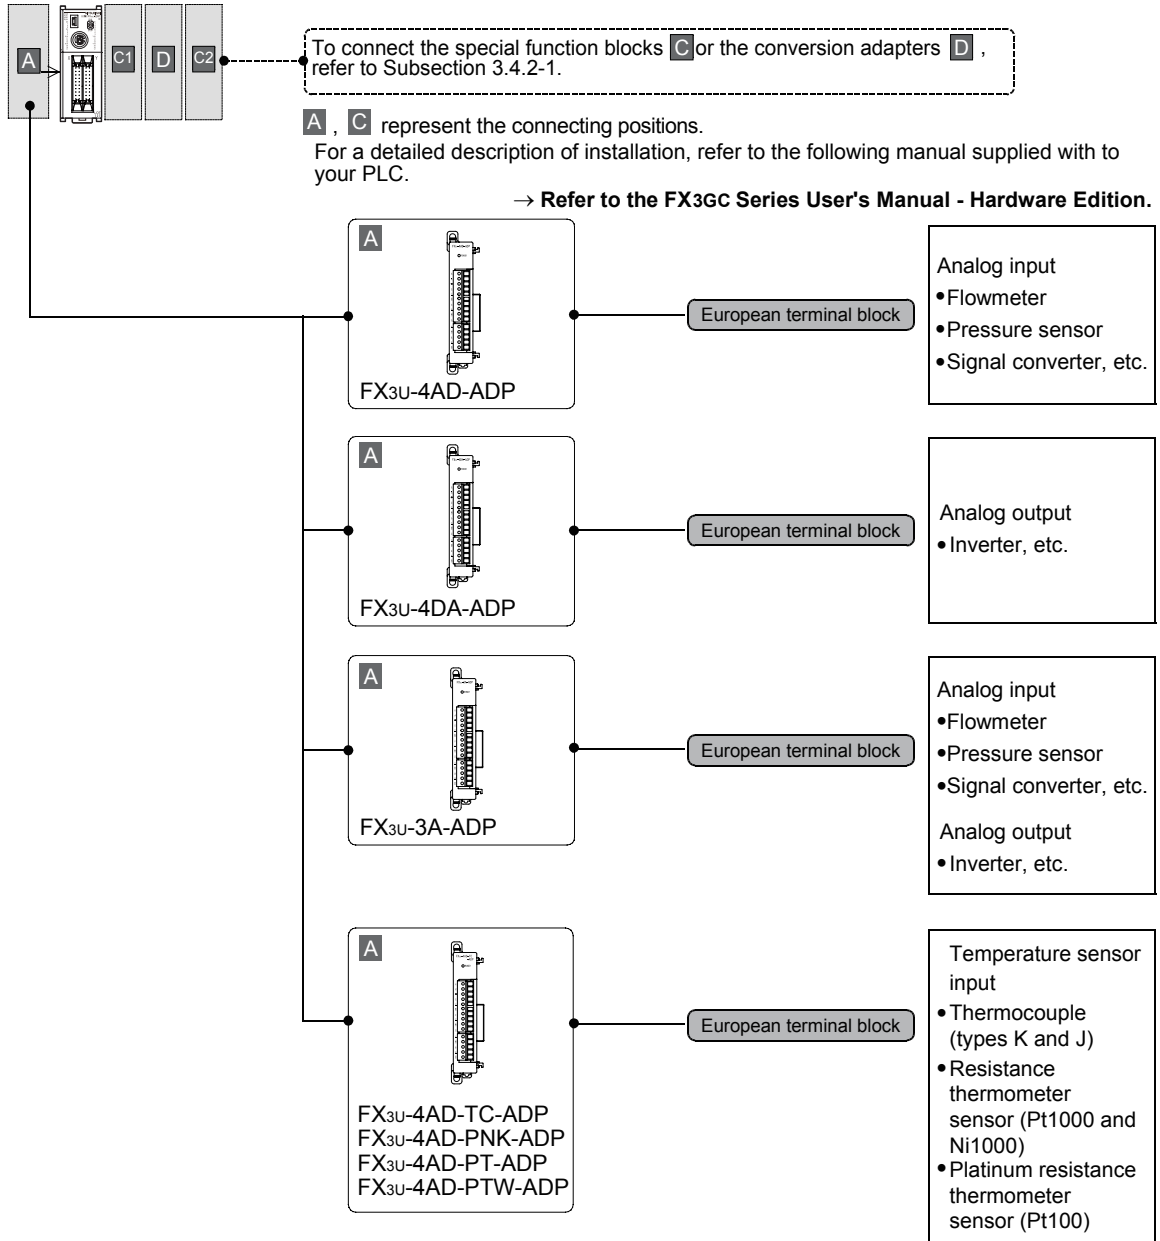 A C1 D C2
To connect the special function blocks C or the conversion adapters D ,
refer to Subsection 3.4.2-1.
A , C represent the connecting positions.
For a detailed description of installation, refer to the following manual supplied with to
your PLC.
→ Refer to the FX3GC Series User's Manual - Hardware Edition.
A
FX3U-4AD-ADP
European terminal block
Analog input
•Flowmeter
•Pressure sensor
•Signal converter, etc.
A
FX3U-4DA-ADP
European terminal block
Analog output
•Inverter, etc.
A
FX3U-3A-ADP
European terminal block
Analog input
•Flowmeter
•Pressure sensor
•Signal converter, etc.
Analog output
•Inverter, etc.
A
FX3U-4AD-TC-ADP
FX3U-4AD-PNK-ADP
FX3U-4AD-PT-ADP
FX3U-4AD-PTW-ADP
European terminal block
Temperature sensor
input
•Thermocouple
(types K and J)
•Resistance
thermometer
sensor (Pt1000 and
Ni1000)
•Platinum resistance
thermometer
sensor (Pt100)